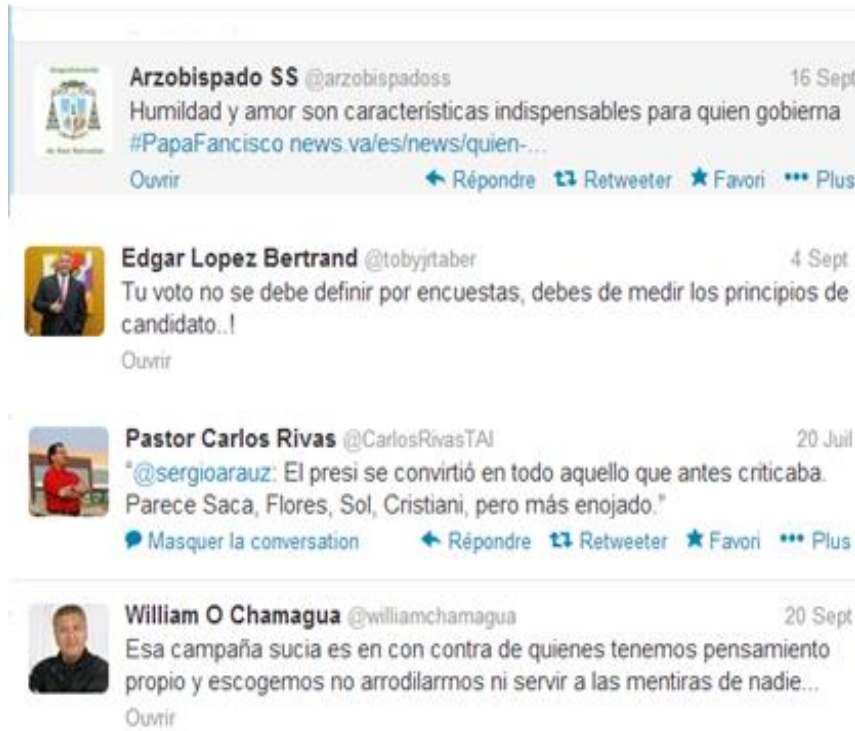 Arzobispado SS @arzobispadoss 16 Sept
Humildad y amor son características indispensables para quien gobierna
#PapaFancisco news.va/es/news/quien-...
Ouvrir Répondre Retweeter Favori Plus
Edgar Lopez Bertrand @tobyjrtaber 4 Sept
Tu voto no se debe definir por encuestas, debes de medir los principios de
candidato..!
Ouvrir
Pastor Carlos Rivas @CarlosRivasTAI 20 Juil
"@sergioarauz: El presi se convirtió en todo aquello que antes criticaba.
Parece Saca, Flores, Sol, Cristiani, pero más enojado."
Masquer la conversation Répondre Retweeter Favori Plus
William O Chamagua @williamchamagua 20 Sept
Esa campaña sucia es en con contra de quienes tenemos pensamiento
propio y escogemos no arrodilarmos ni servir a las mentiras de nadie...
Ouvrir